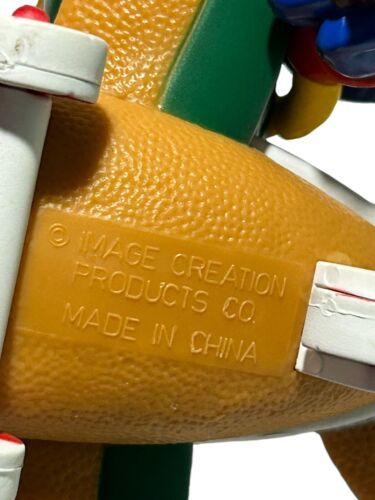 © IMAGE CREATION
PRODUCTS CO.
MADE IN CHINA